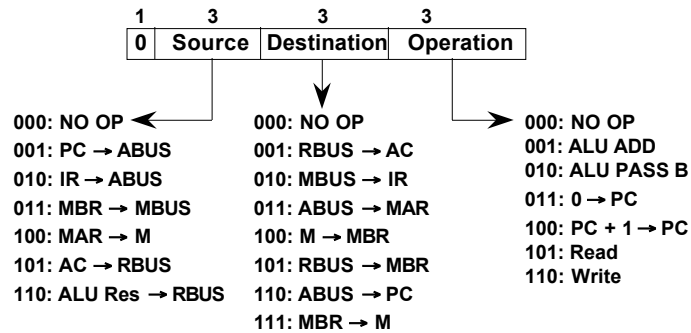 1 3 3 3
0 Source Destination Operation
000: NO OP
001: PC → ABUS
010: IR → ABUS
011: MBR → MBUS
100: MAR → M
101: AC → RBUS
110: ALU Res → RBUS
000: NO OP
001: RBUS → AC
010: MBUS → IR
011: ABUS → MAR
100: M → MBR
101: RBUS → MBR
110: ABUS → PC
111: MBR → M
000: NO OP
001: ALU ADD
010: ALU PASS B
011: 0 → PC
100: PC + 1 → PC
101: Read
110: Write